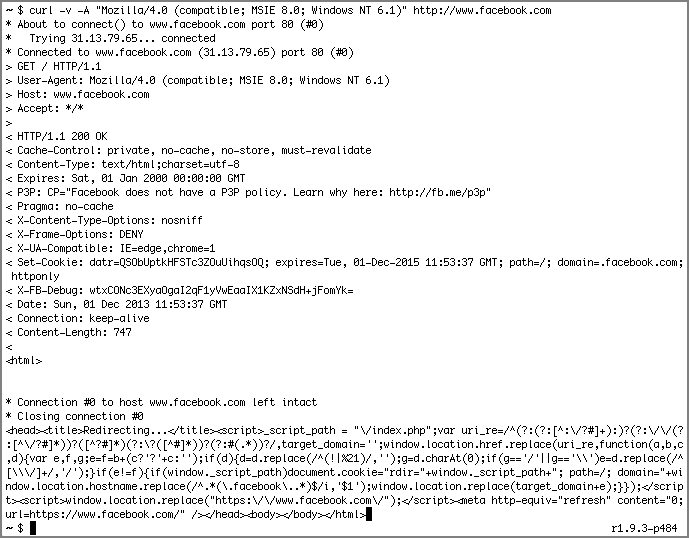 ~ $ curl -v -A "Mozilla/4.0 (compatible; MSIE 8.0; Windows NT 6.1)" http://www.facebook.com
* About to connect() to www.facebook.com port 80 (#0)
*   Trying 31.13.79.65... connected
* Connected to www.facebook.com (31.13.79.65) port 80 (#0)
> GET / HTTP/1.1
> User-Agent: Mozilla/4.0 (compatible; MSIE 8.0; Windows NT 6.1)
> Host: www.facebook.com
> Accept: */*
>
< HTTP/1.1 200 OK
< Cache-Control: private, no-cache, no-store, must-revalidate
< Content-Type: text/html;charset=utf-8
< Expires: Sat, 01 Jan 2000 00:00:00 GMT
< P3P: CP="Facebook does not have a P3P policy. Learn why here: http://fb.me/p3p"
< Pragma: no-cache
< X-Content-Type-Options: nosniff
< X-Frame-Options: DENY
< X-UA-Compatible: IE=edge,chrome=1
< Set-Cookie: datr=QSObUptkHFSTc3ZOuUihqsOQ; expires=Tue, 01-Dec-2015 11:53:37 GMT; path=/; domain=.facebook.com;
 httponly
< X-FB-Debug: wtxCONc3EXyaOgaI2qF1yVwEaaIX1KZxNSdH+jFomYk=
< Date: Sun, 01 Dec 2013 11:53:37 GMT
< Connection: keep-alive
< Content-Length: 747
<
<html>
* Connection #0 to host www.facebook.com left intact
* Closing connection #0
<head><title>Redirecting...</title><script>_script_path = "\/index.php";var uri_re=/^(?:(?:[^:\/?#]+):)?(?:\/\/(?
:[^\/?#]*))?([^?#]*)(?:\?([^#]*))?(?:#(.*))?/,target_domain='';window.location.href.replace(uri_re,function(a,b,c
,d){var e,f,g;e=f=b+(c?'?'+c:'');if(d){d=d.replace(/^(!|%21)/,'');g=d.charAt(0);if(g=='/'||g=='\\')e=d.replace(/^
[\\\/]+/,'/');}if(e!=f){if(window._script_path)document.cookie="rdir="+window._script_path+"; path=/; domain="+wi
ndow.location.hostname.replace(/^.*(\.facebook\..*)$/i,'$1');window.location.replace(target_domain+e);}});</scrip
t><script>window.location.replace("https:\/\/www.facebook.com\/");</script><meta http-equiv="refresh" content="0;
url=https://www.facebook.com/" /></head><body></body></html>
~ $
r1.9.3-p484